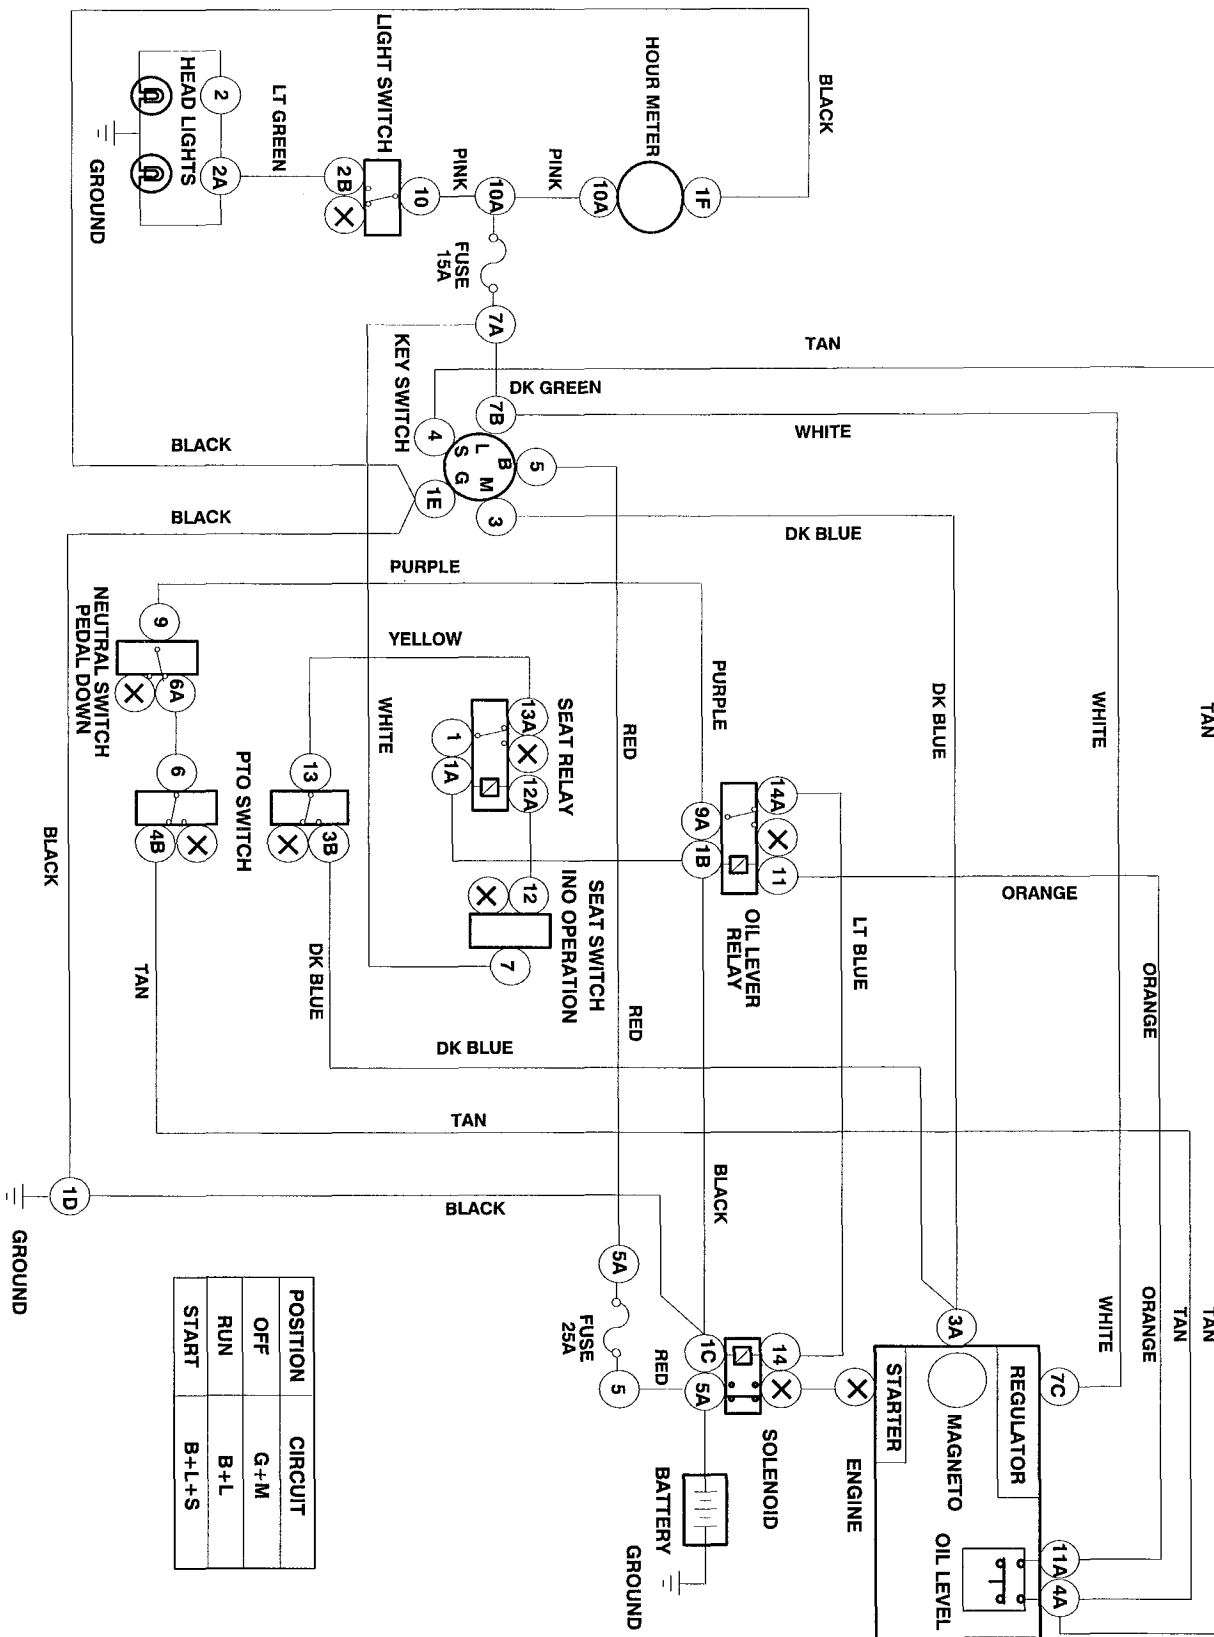 BLACK
HOUR METER
1F
10A
PINK
10A
PINK
10
LIGHT SWITCH
2B
X
LT GREEN
2
2A
HEAD LIGHTS
GROUND
FUSE
15A
7A
DK GREEN
7B
TAN
WHITE
KEY SWITCH
4
L
B
S
G
M
5
1E
3
BLACK
BLACK
DK BLUE
PURPLE
9
6A
X
NEUTRAL SWITCH
PEDAL DOWN
YELLOW
WHITE
13A
X
12A
1
1A
SEAT RELAY
PURPLE
RED
DK BLUE
WHITE
TAN
6
4B
X
PTO SWITCH
13
X
3B
12
X
7
SEAT SWITCH
INO OPERATION
14A
X
11
9A
1B
OIL LEVER
RELAY
ORANGE
LT BLUE
ORANGE
BLACK
TAN
DK BLUE
RED
DK BLUE
TAN
BLACK
BLACK
1D
GROUND
5A
FUSE
25A
5
RED
1C
5A
14
X
X
SOLENOID
BATTERY
GROUND
3A
7C
WHITE
ORANGE
TAN
TAN
STARTER
MAGNETO
REGULATOR
ENGINE
OIL LEVEL
11A
4A
POSITION CIRCUIT
OFF G+M
RUN B+L
START B+L+S